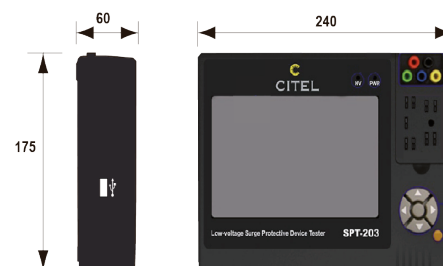 60
240
175
CITEL
HV PWR
Low-voltage Surge Protective Device Tester SPT-203